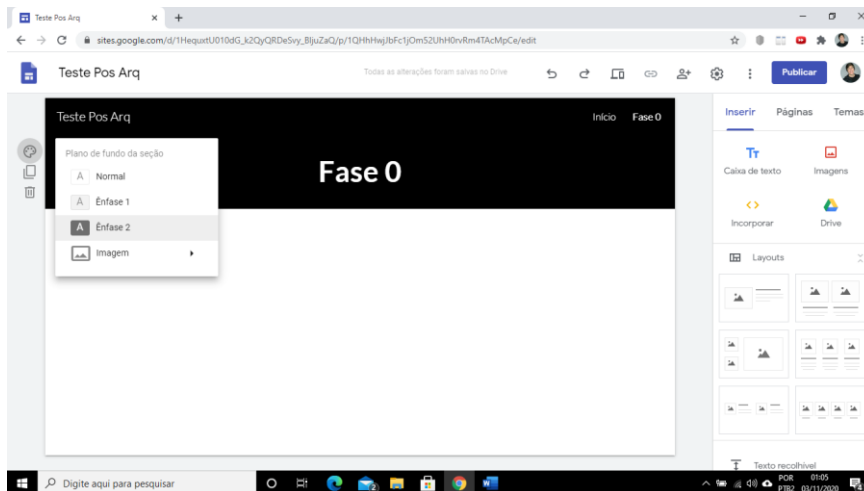 Teste Pos Arq
sites.google.com/d/1HequxtU010dG_k2QyQRDeSvy_BljuZaQ/p/1QHhHwjJbFc1jOm52UhH0rvRm4TAcMpCe/edit
Teste Pos Arq
Todas as alterações foram salvas no Drive
Publicar
Teste Pos Arq
Início Fase 0
Inserir Páginas Temas
Plano de fundo da seção
A Normal
A Ênfase 1
A Ênfase 2
Imagem
Fase 0
Tт
Caixa de texto Imagens
Incorporar Drive
Layouts
Texto recolhível
Digite aqui para pesquisar
POR 01:05
PTB2 03/11/2020